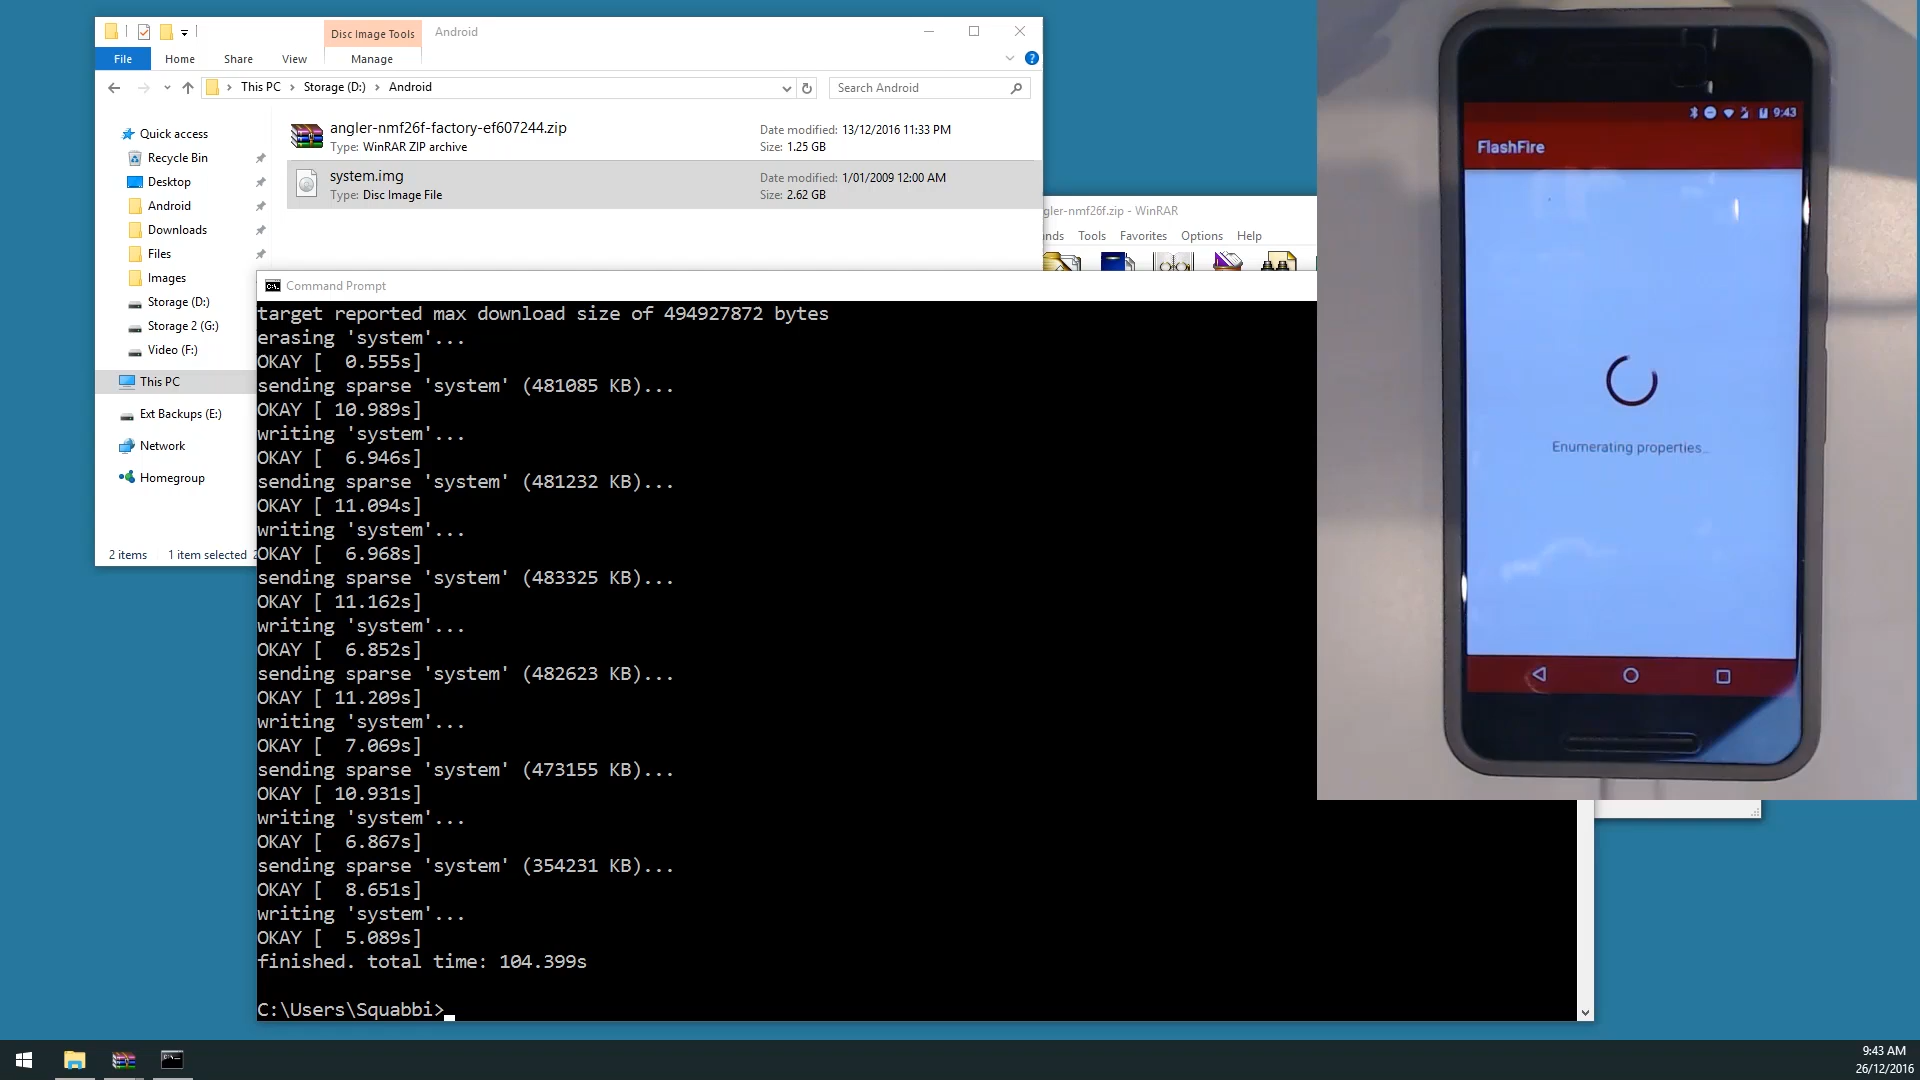 Disc Image Tools
Android
File
Home
Share
View
Manage
This PC
Storage (D:)
Android
Search Android
Quick access
Recycle Bin
Desktop
Android
Downloads
Files
Images
Storage (D:)
Storage 2 (G:)
Video (F:)
This PC
Ext Backups (E:)
Network
Homegroup
angler-nmf26f-factory-ef607244.zip
Type: WinRAR ZIP archive
Date modified: 13/12/2016 11:33 PM
Size: 1.25 GB
system.img
Type: Disc Image File
Date modified: 1/01/2009 12:00 AM
Size: 2.62 GB
2 items 1 item selected 2
gler-nmf26f.zip - WinRAR
nds Tools Favorites Options Help
Command Prompt
target reported max download size of 494927872 bytes
erasing 'system'...
OKAY [  0.555s]
sending sparse 'system' (481085 KB)...
OKAY [ 10.989s]
writing 'system'...
OKAY [  6.946s]
sending sparse 'system' (481232 KB)...
OKAY [ 11.094s]
writing 'system'...
OKAY [  6.968s]
sending sparse 'system' (483325 KB)...
OKAY [ 11.162s]
writing 'system'...
OKAY [  6.852s]
sending sparse 'system' (482623 KB)...
OKAY [ 11.209s]
writing 'system'...
OKAY [  7.069s]
sending sparse 'system' (473155 KB)...
OKAY [ 10.931s]
writing 'system'...
OKAY [  6.867s]
sending sparse 'system' (354231 KB)...
OKAY [  8.651s]
writing 'system'...
OKAY [  5.089s]
finished. total time: 104.399s
C:\Users\Squabbi>
9:43
FlashFire
Enumerating properties...
9:43 AM
26/12/2016